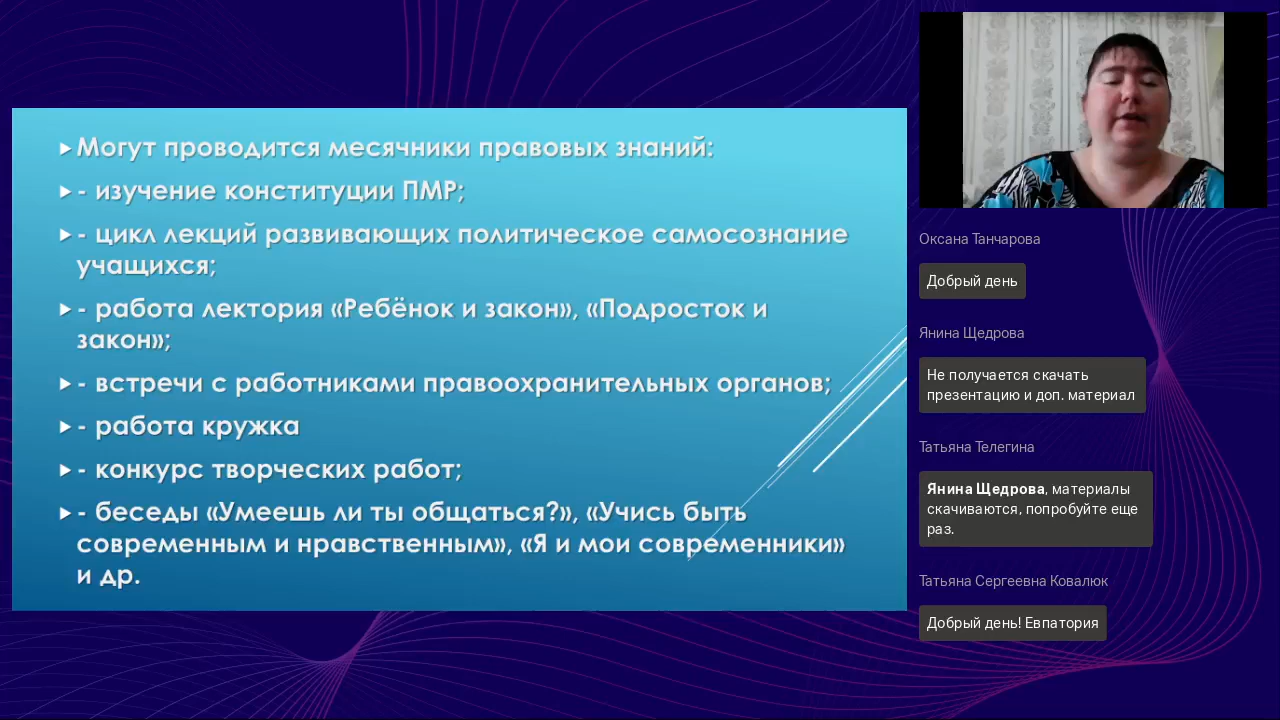 Могут проводится месячники правовых знаний:
- изучение конституции ПМР;
- цикл лекций развивающих политическое самосознание
учащихся;
- работа лектория «Ребёнок и закон», «Подросток и
закон»;
- встречи с работниками правоохранительных органов;
- работа кружка
- конкурс творческих работ;
- беседы «Умеешь ли ты общаться?», «Учись быть
современным и нравственным», «Я и мои современники»
и др.
Оксана Танчарова
Добрый день
Янина Щедрова
Не получается скачать
презентацию и доп. материал
Татьяна Телегина
Янина Щедрова, материалы
скачиваются, попробуйте еще
раз.
Татьяна Сергеевна Ковалюк
Добрый день! Евпатория